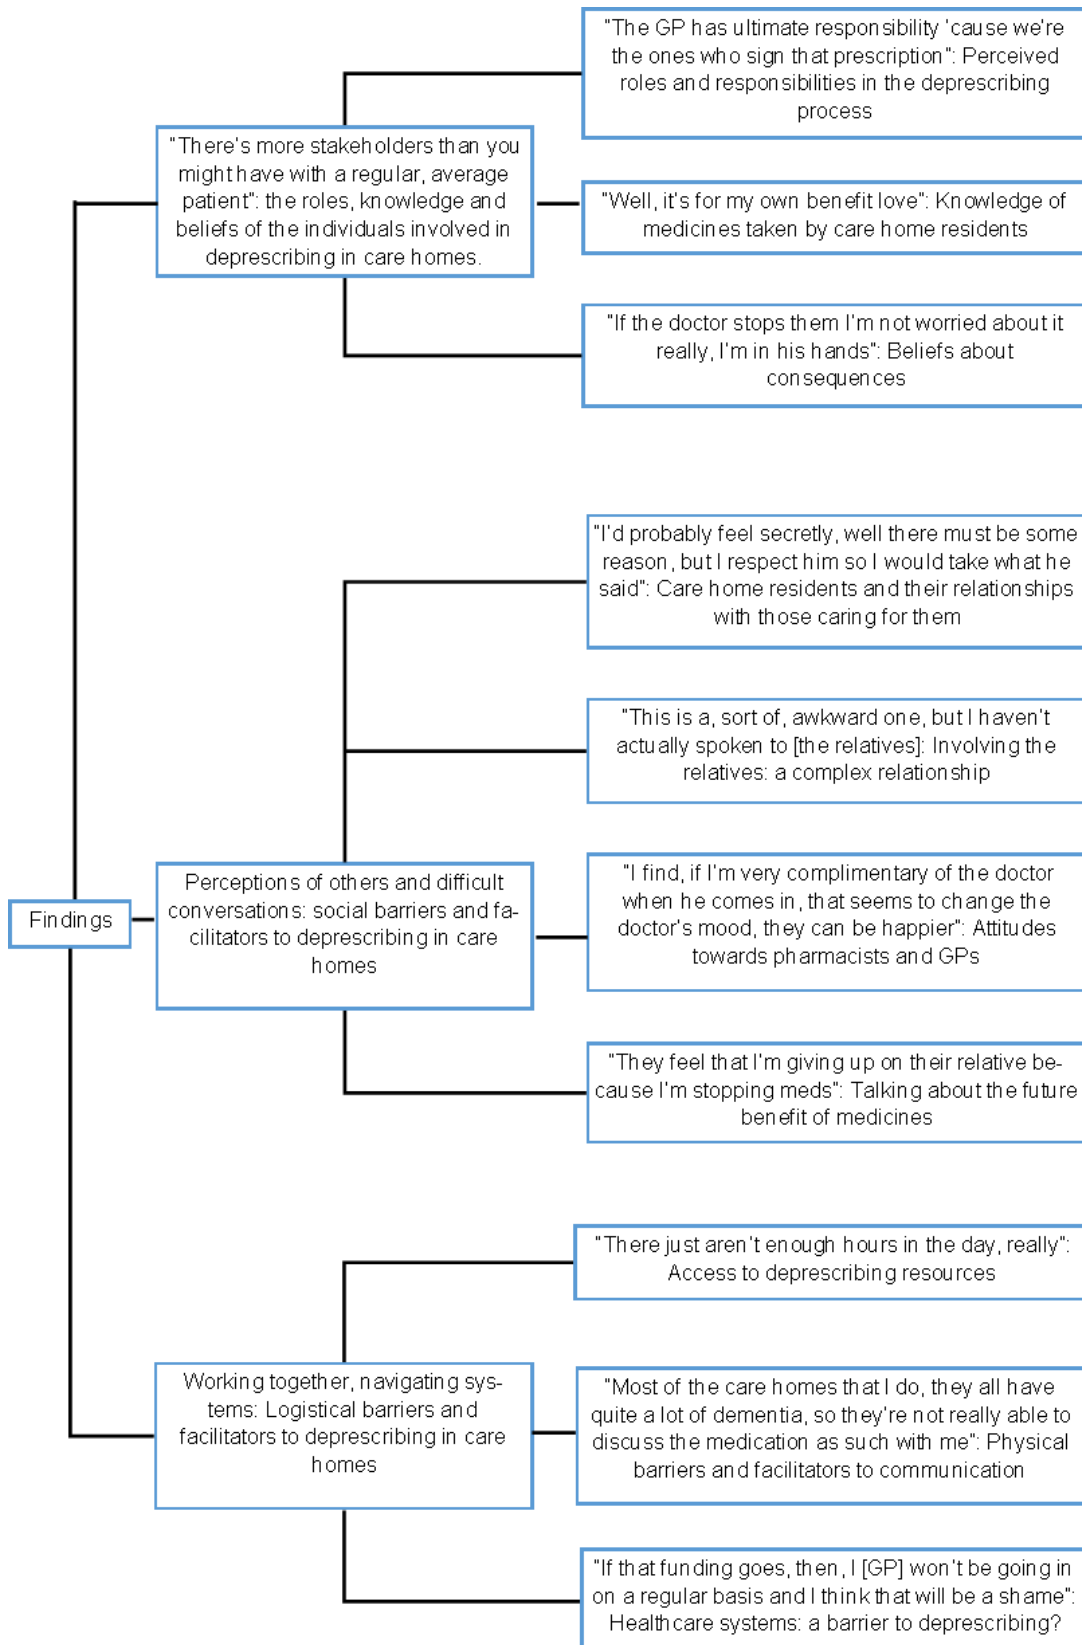 "The GP has ultimate responsibility 'cause we're
the ones who sign that prescription": Perceived
roles and responsibilities in the deprescribing
process
"There's more stakeholders than you
might have with a regular, average
patient": the roles, knowledge and
beliefs of the individuals involved in
deprescribing in care homes.
"Well, it's for my own benefit love": Knowledge of
medicines taken by care home residents
"If the doctor stops them I'm not worried about it
really, I'm in his hands": Beliefs about
consequences
"I'd probably feel secretly, well there must be some
reason, but I respect him so I would take what he
said": Care home residents and their relationships
with those caring for them
"This is a, sort of, awkward one, but I haven't
actually spoken to [the relatives]: Involving the
relatives: a complex relationship
Findings
Perceptions of others and difficult
conversations: social barriers and fa-
cilitators to deprescribing in care
homes
"I find, if I'm very complimentary of the doctor
when he comes in, that seems to change the
doctor's mood, they can be happier": Attitudes
towards pharmacists and GPs
"They feel that I'm giving up on their relative be-
cause I'm stopping meds": Talking about the future
benefit of medicines
"There just aren't enough hours in the day, really":
Access to deprescribing resources
Working together, navigating sys-
tems: Logistical barriers and
facilitators to deprescribing in care
homes
"Most of the care homes that I do, they all have
quite a lot of dementia, so they're not really able to
discuss the medication as such with me": Physical
barriers and facilitators to communication
"If that funding goes, then, I [GP] won't be going in
on a regular basis and I think that will be a shame":
Healthcare systems: a barrier to deprescribing?